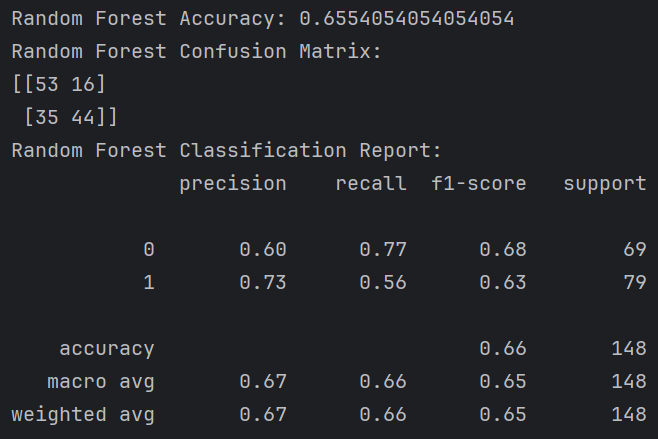 Random Forest Accuracy: 0.6554054054054054
Random Forest Confusion Matrix:
[[53 16]
 [35 44]]
Random Forest Classification Report:
              precision    recall  f1-score   support

           0       0.60      0.77      0.68        69
           1       0.73      0.56      0.63        79

    accuracy                           0.66       148
   macro avg       0.67      0.66      0.65       148
weighted avg       0.67      0.66      0.65       148